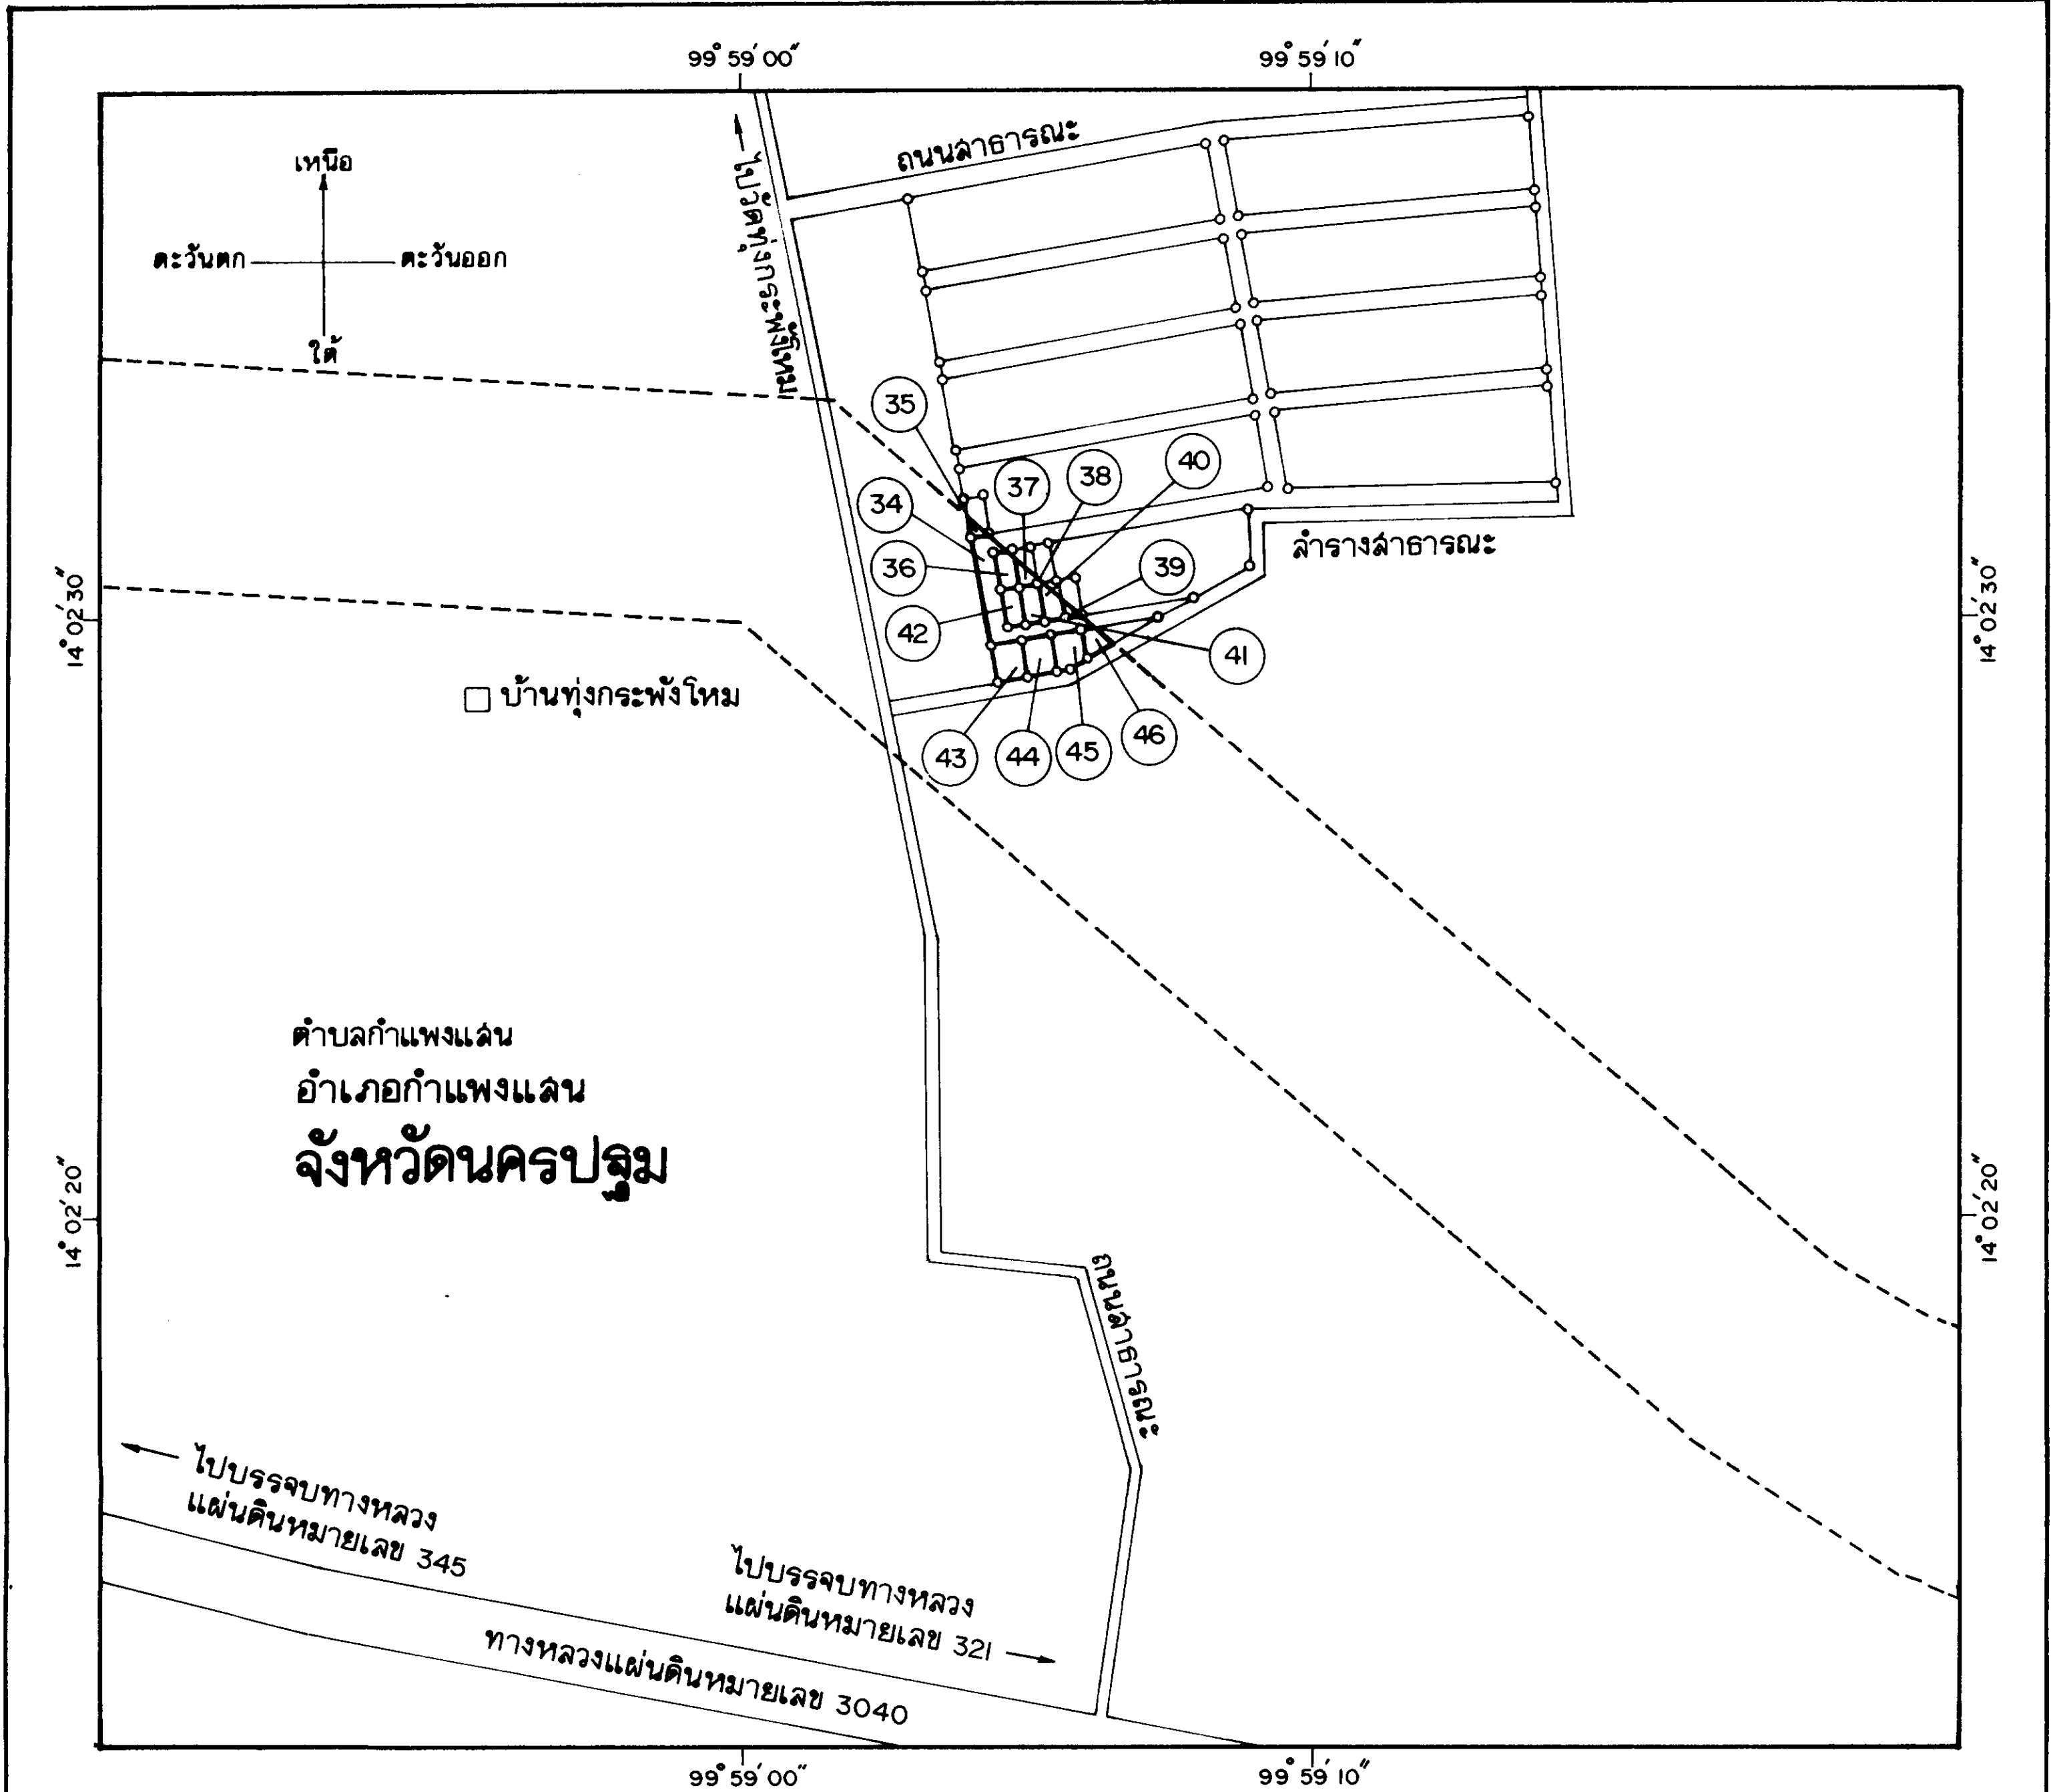 99° 59′ 00″
99° 59′ 10″
เหนือ
ตะวันตก
ตะวันออก
ใต้
ไปวัดทุ่งกระพังโหม
ถนนสาธารณะ
35
40
38
37
34
36
39
42
41
ลำรางสาธารณะ
14° 02′ 30″
14° 02′ 30″
บ้านทุ่งกระพังโหม
43
44
45
46
ตำบลกำแพงแสน
อำเภอกำแพงแสน
จังหวัดนครปฐม
14° 02′ 20″
14° 02′ 20″
ถนนสาธารณะ
ไปบรรจบทางหลวง
แผ่นดินหมายเลข 345
ไปบรรจบทางหลวง
แผ่นดินหมายเลข 321
ทางหลวงแผ่นดินหมายเลข 3040
99° 59′ 00″
99° 59′ 10″